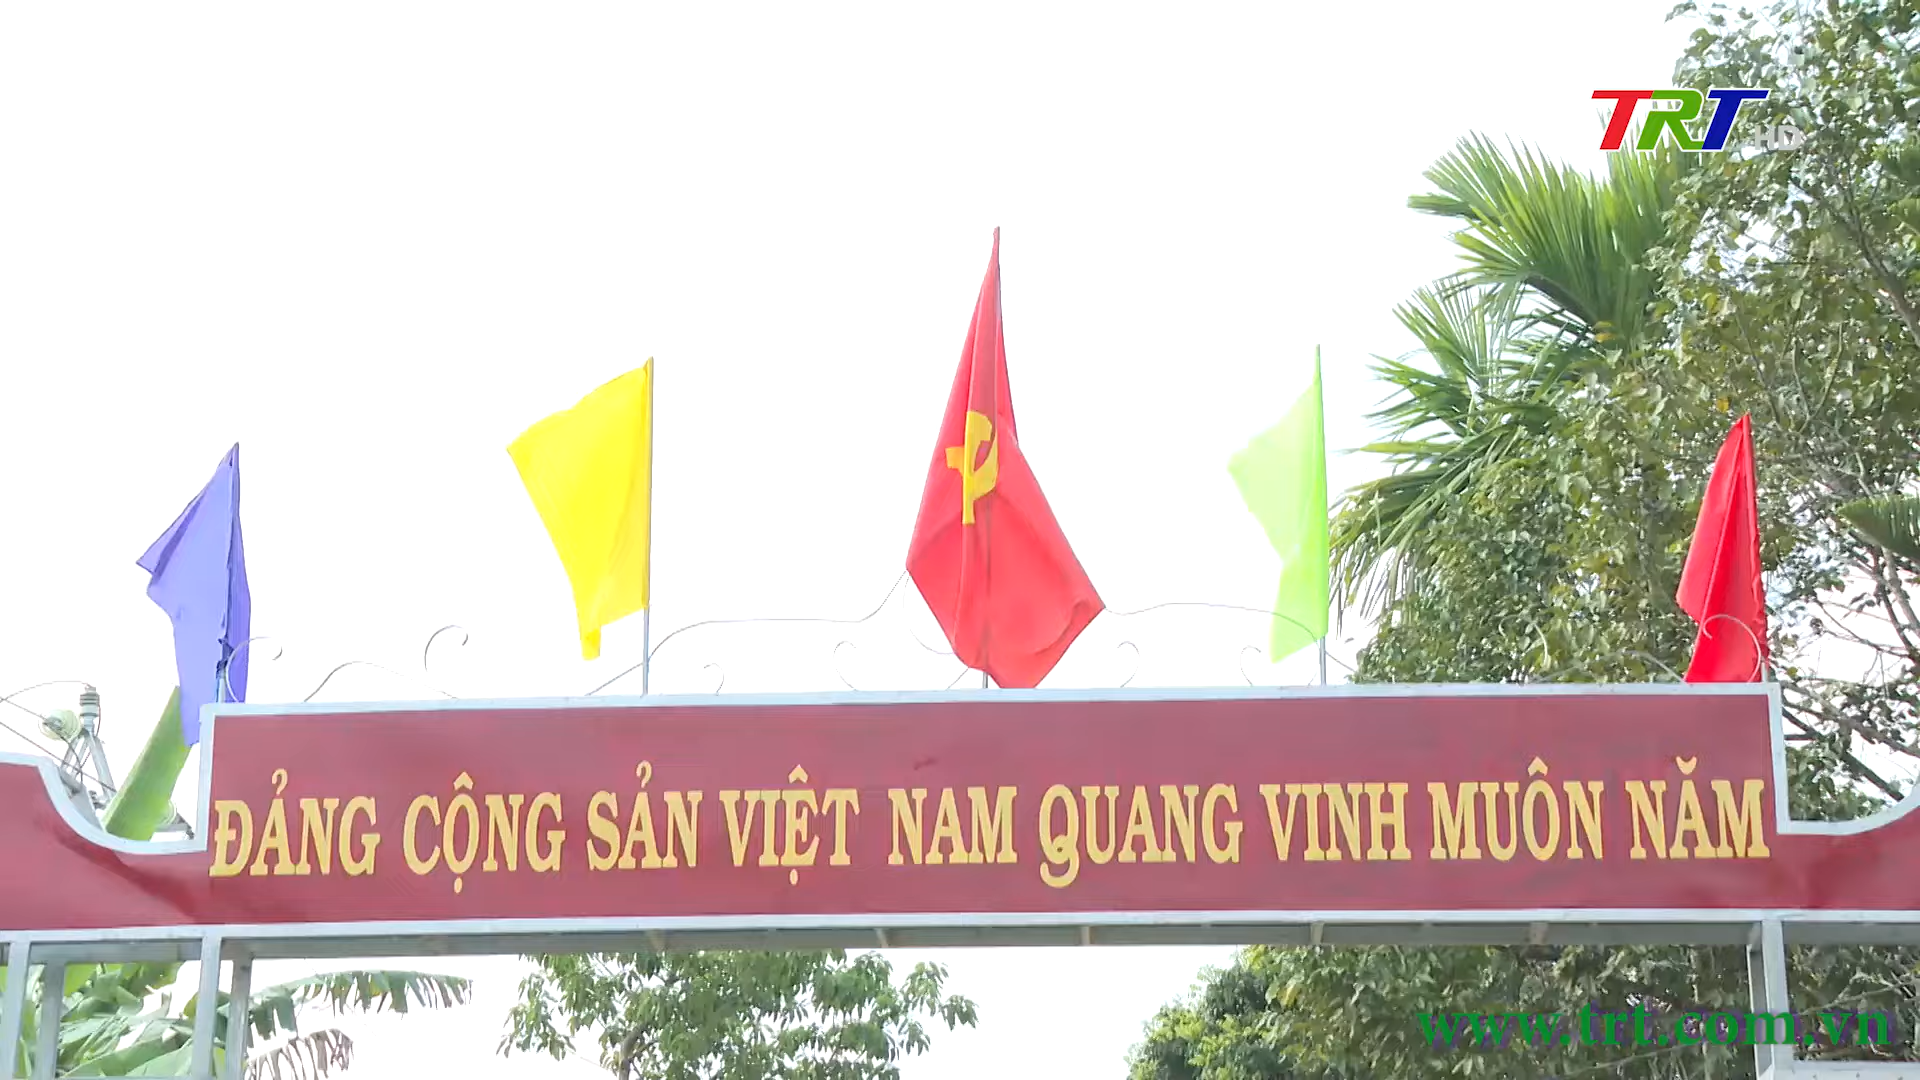 TRT HD
ĐẢNG CỘNG SẢN VIỆT NAM QUANG VINH MUÔN NĂM
www.trt.com.vn